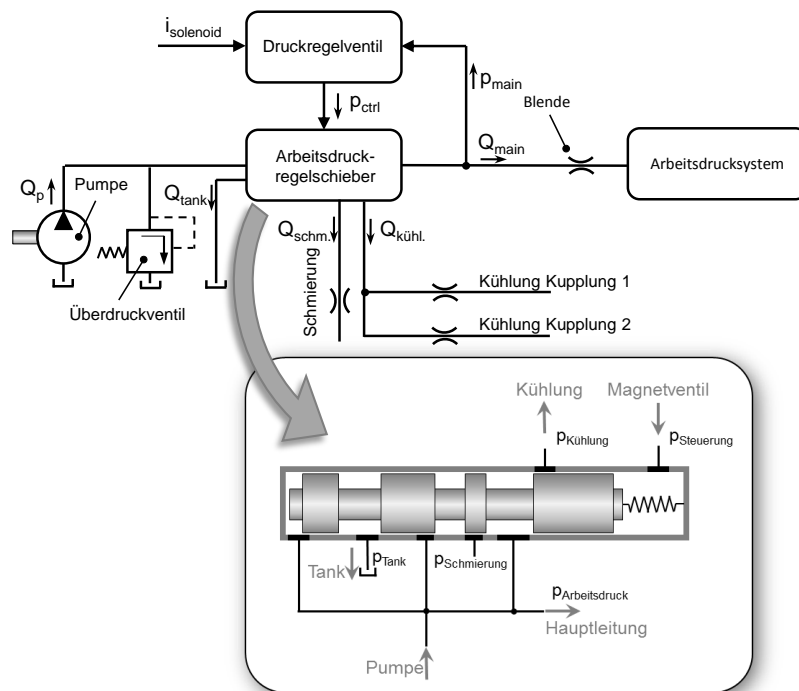 i_solenoid
Druckregelventil
p_main
p_ctrl
Blende
Q_main
Arbeitsdruck-
regelschieber
Arbeitsdrucksystem
Q_p
Pumpe
Q_tank
Q_schm.
Q_kühl.
Überdruckventil
Schmierung
Kühlung Kupplung 1
Kühlung Kupplung 2
Kühlung
Magnetventil
p_Kühlung
p_Steuerung
Tank
p_Tank
p_Schmierung
p_Arbeitsdruck
Hauptleitung
Pumpe